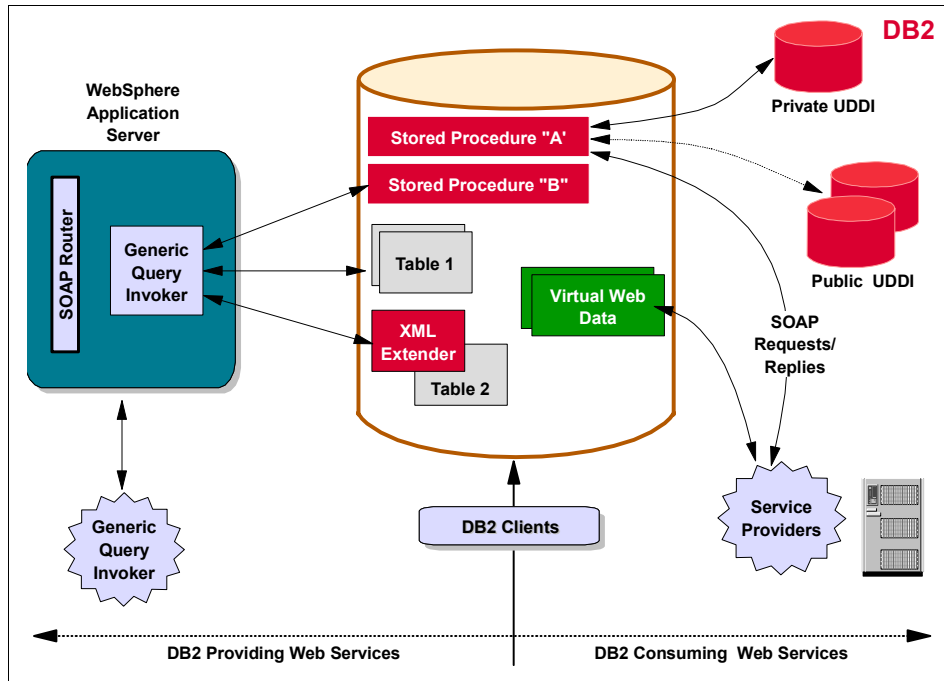 DB2
WebSphere
Application
Server
SOAP Router
Generic
Query
Invoker
Generic
Query
Invoker
Stored Procedure "A'
Stored Procedure "B"
Table 1
XML
Extender
Table 2
Virtual Web
Data
Private UDDI
Public UDDI
SOAP
Requests/
Replies
Service
Providers
DB2 Clients
DB2 Providing Web Services
DB2 Consuming Web Services